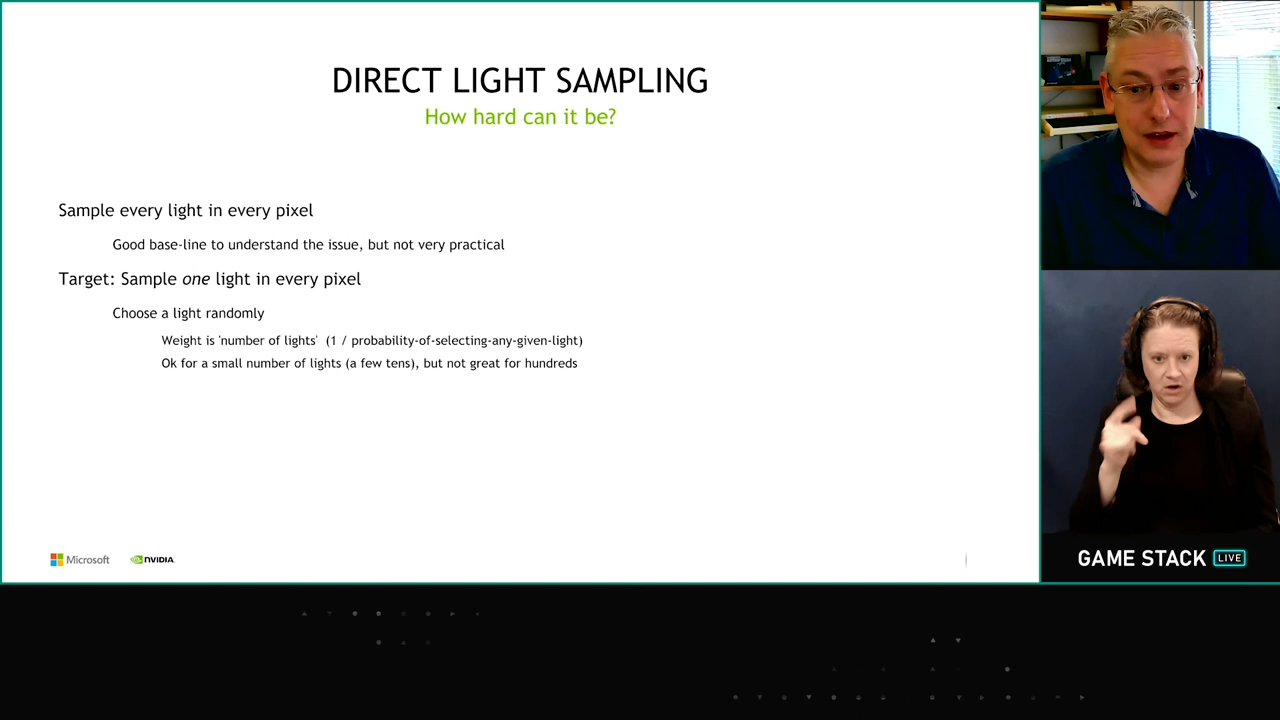 DIRECT LIGHT SAMPLING
How hard can it be?
Sample every light in every pixel
Good base-line to understand the issue, but not very practical
Target: Sample one light in every pixel
Choose a light randomly
Weight is 'number of lights' (1 / probability-of-selecting-any-given-light)
Ok for a small number of lights (a few tens), but not great for hundreds
Microsoft
NVIDIA
GAME STACK LIVE